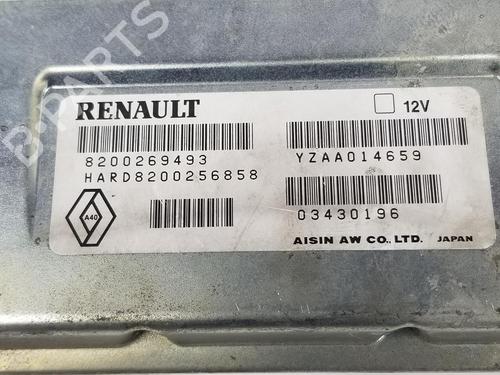 B-PARTS
RENAULT
12V
8200269493
YZAA014659
HARD8200256858
A40
03430196
AISIN AW CO., LTD. JAPAN